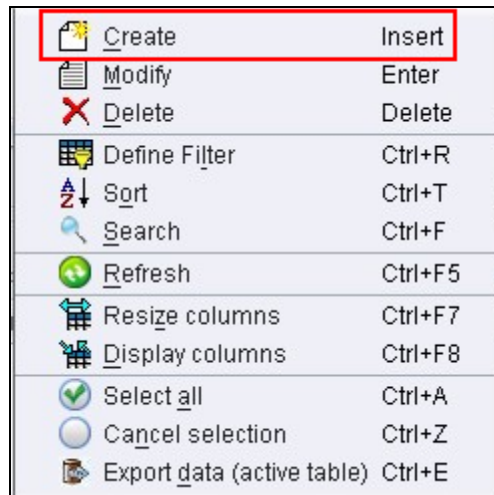 Create Insert
Modify Enter
Delete Delete
Define Filter Ctrl+R
Sort Ctrl+T
Search Ctrl+F
Refresh Ctrl+F5
Resize columns Ctrl+F7
Display columns Ctrl+F8
Select all Ctrl+A
Cancel selection Ctrl+Z
Export data (active table) Ctrl+E